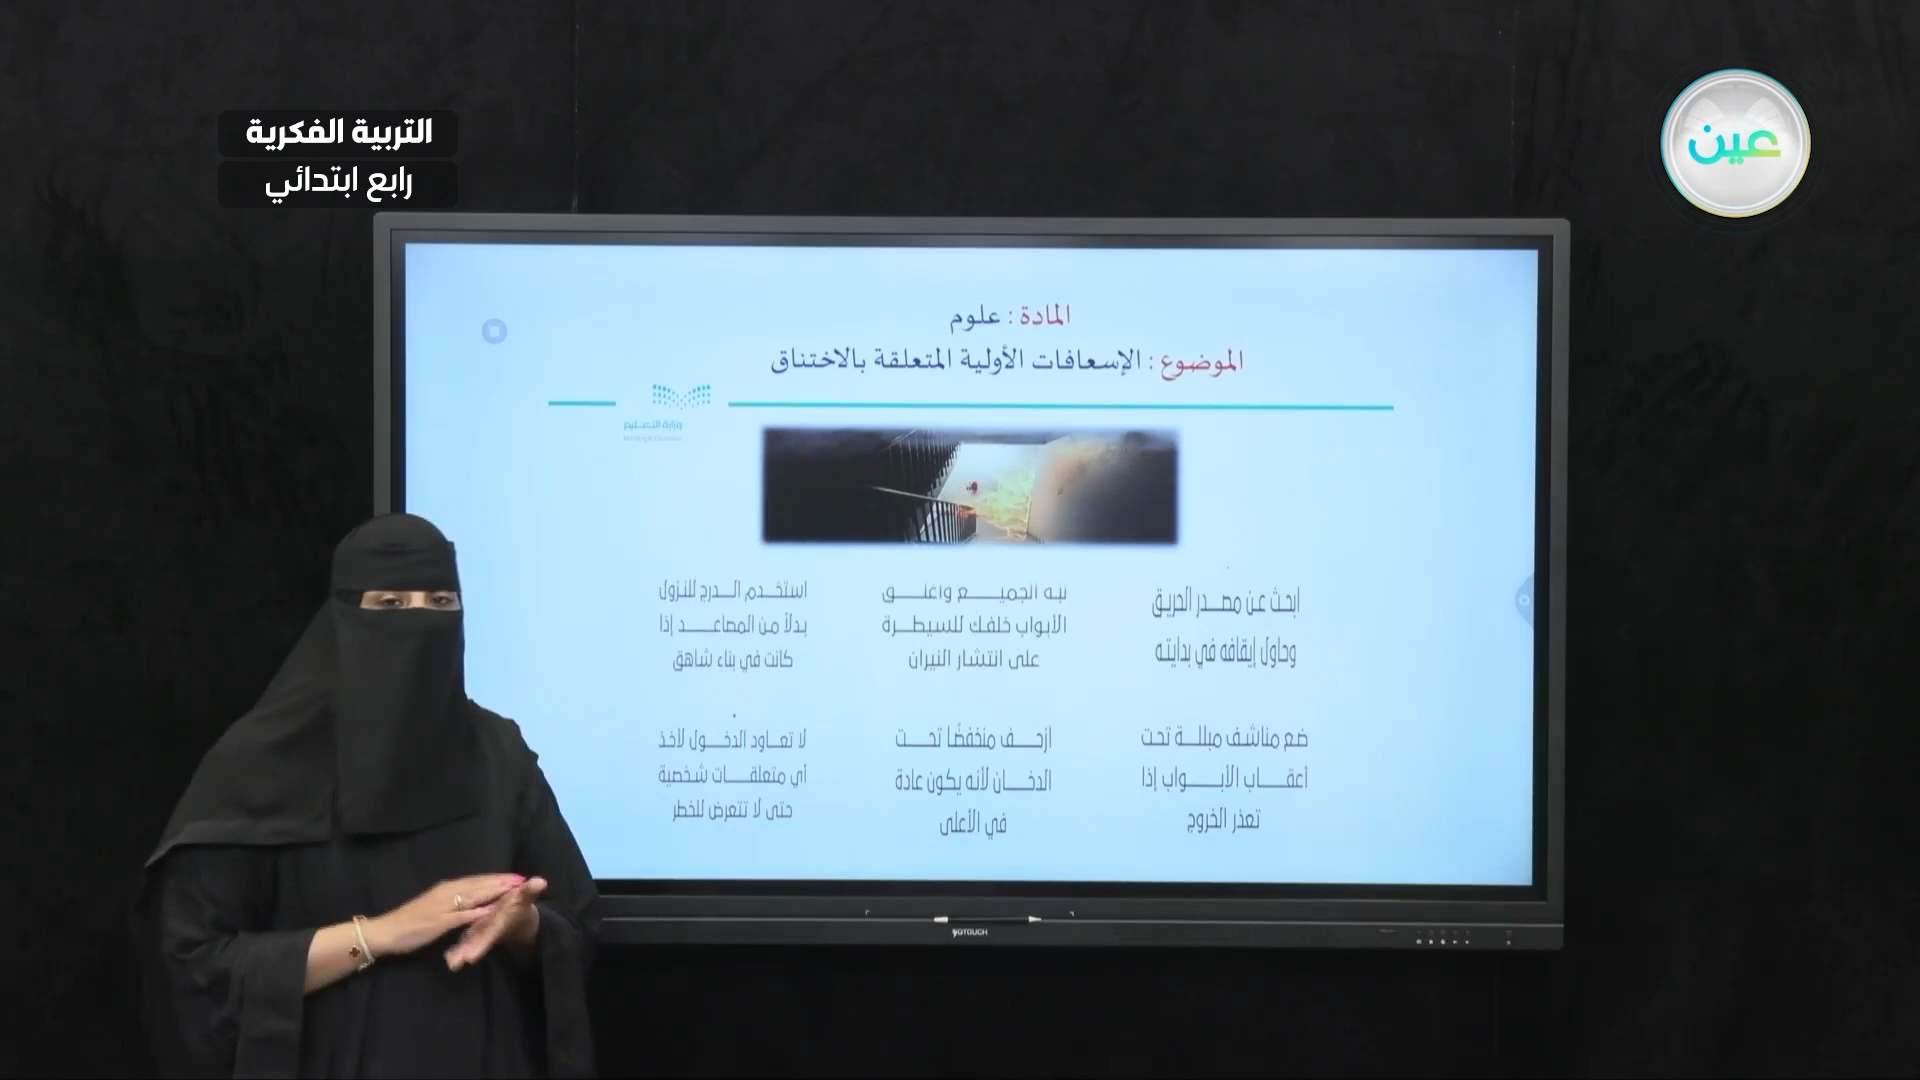 عين
التربية الفكرية
رابع ابتدائي
المادة : علوم
الموضوع : الإسعافات الأولية المتعلقة بالاختناق
وزارة التعليم
ابحث عن مصدر الحريق
وحاول إيقافه في بدايته
نبه الجميع واغلق
الأبواب خلفك للسيطرة
على انتشار النيران
استخدم الدرج للنزول
بدلاً من المصاعد إذا
كانت في بناء شاهق
ضع مناشف مبللة تحت
أعقاب الأبواب إذا
تعذر الخروج
ازحف منخفضًا تحت
الدخان لأنه يكون عادة
في الأعلى
لا تعاود الدخول لأخذ
أي متعلقات شخصية
حتى لا تتعرض للخطر